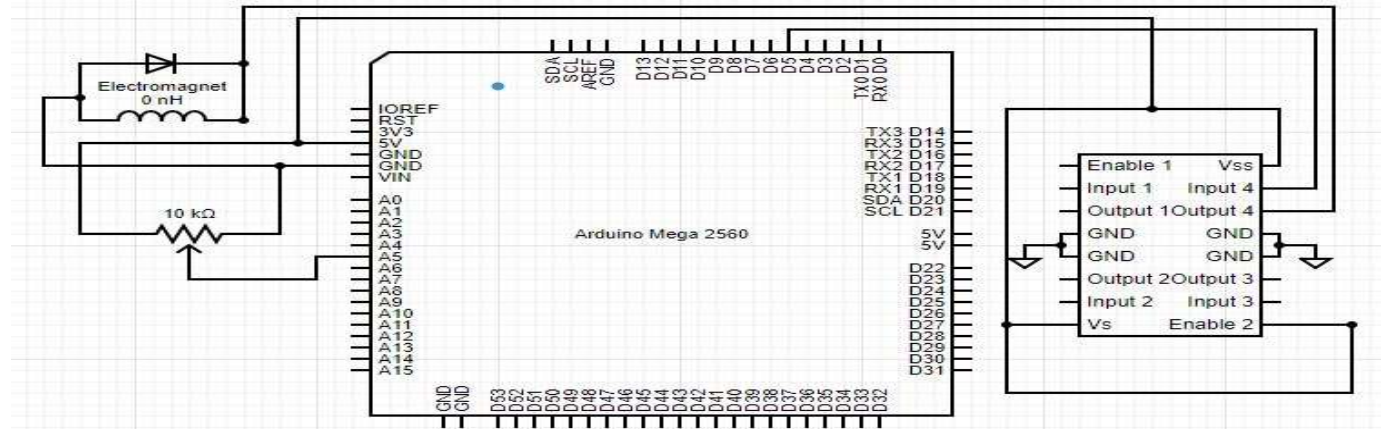 SDA
SCL
AREF
GND
D13
D12
D11
D10
D9
D8
D7
D6
D5
D4
D3
D2
TX0 D1
RX0 D0
Electromagnet
0 nH
IOREF
RST
3V3
5V
GND
GND
VIN
A0
A1
A2
A3
A4
A5
A6
A7
A8
A9
A10
A11
A12
A13
A14
A15
10 kΩ
Arduino Mega 2560
TX3 D14
RX3 D15
TX2 D16
RX2 D17
TX1 D18
RX1 D19
SDA D20
SCL D21
5V
5V
D22
D23
D24
D25
D26
D27
D28
D29
D30
D31
GND
GND
D53
D52
D51
D50
D49
D48
D47
D46
D45
D44
D43
D42
D41
D40
D39
D38
D37
D36
D35
D34
D33
D32
Enable 1 Vss
Input 1 Input 4
Output 1 Output 4
GND GND
GND GND
Output 2 Output 3
Input 2 Input 3
Vs Enable 2